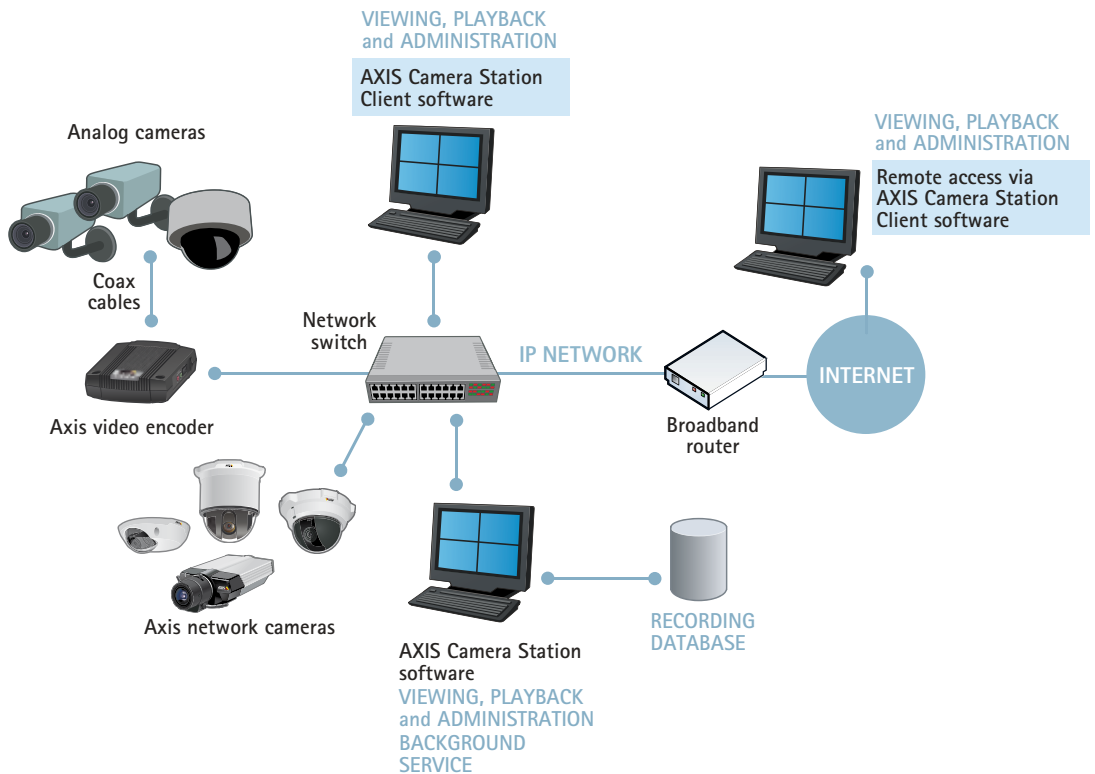 VIEWING, PLAYBACK
and ADMINISTRATION
AXIS Camera Station
Client software
Analog cameras
VIEWING, PLAYBACK
and ADMINISTRATION
Remote access via
AXIS Camera Station
Client software
Coax
cables
Network
switch
IP NETWORK
INTERNET
Axis video encoder
Broadband
router
Axis network cameras
RECORDING
DATABASE
AXIS Camera Station
software
VIEWING, PLAYBACK
and ADMINISTRATION
BACKGROUND
SERVICE